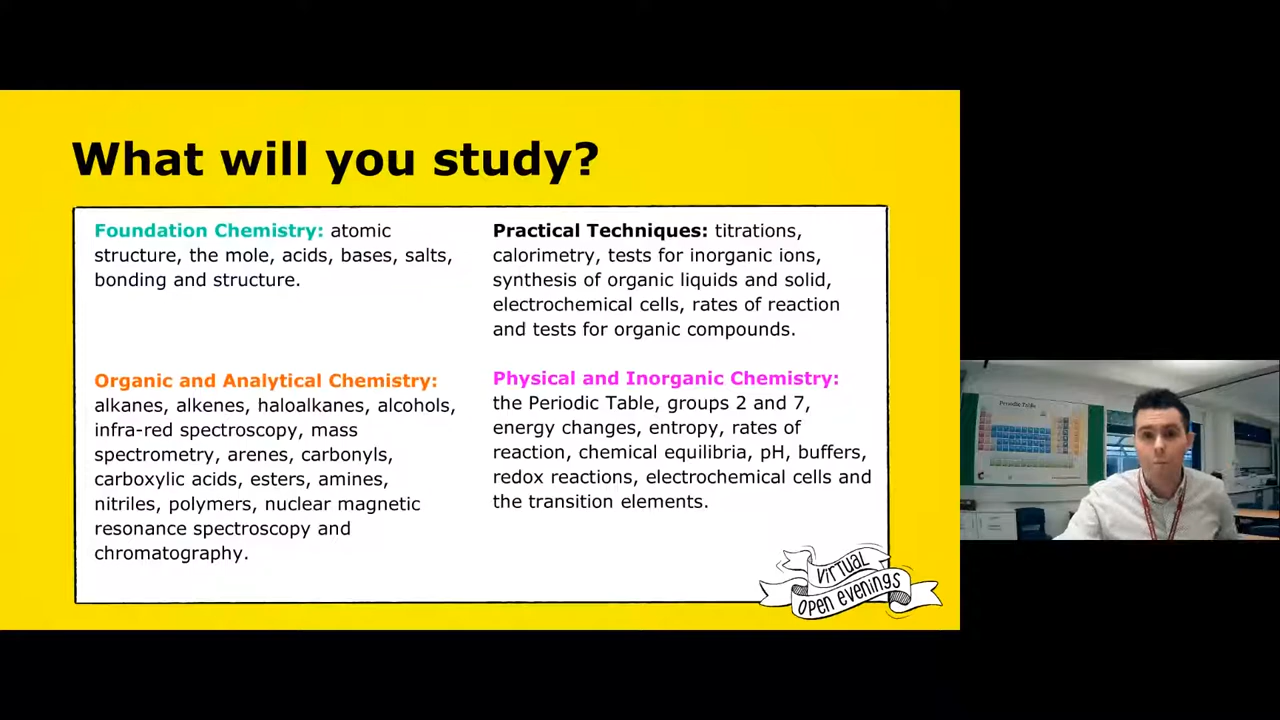 What will you study?
Foundation Chemistry: atomic
structure, the mole, acids, bases, salts,
bonding and structure.
Practical Techniques: titrations,
calorimetry, tests for inorganic ions,
synthesis of organic liquids and solid,
electrochemical cells, rates of reaction
and tests for organic compounds.
Organic and Analytical Chemistry:
alkanes, alkenes, haloalkanes, alcohols,
infra-red spectroscopy, mass
spectrometry, arenes, carbonyls,
carboxylic acids, esters, amines,
nitriles, polymers, nuclear magnetic
resonance spectroscopy and
chromatography.
Physical and Inorganic Chemistry:
the Periodic Table, groups 2 and 7,
energy changes, entropy, rates of
reaction, chemical equilibria, pH, buffers,
redox reactions, electrochemical cells and
the transition elements.
VIRTUAL
OPEN EVENINGS
Periodic Table